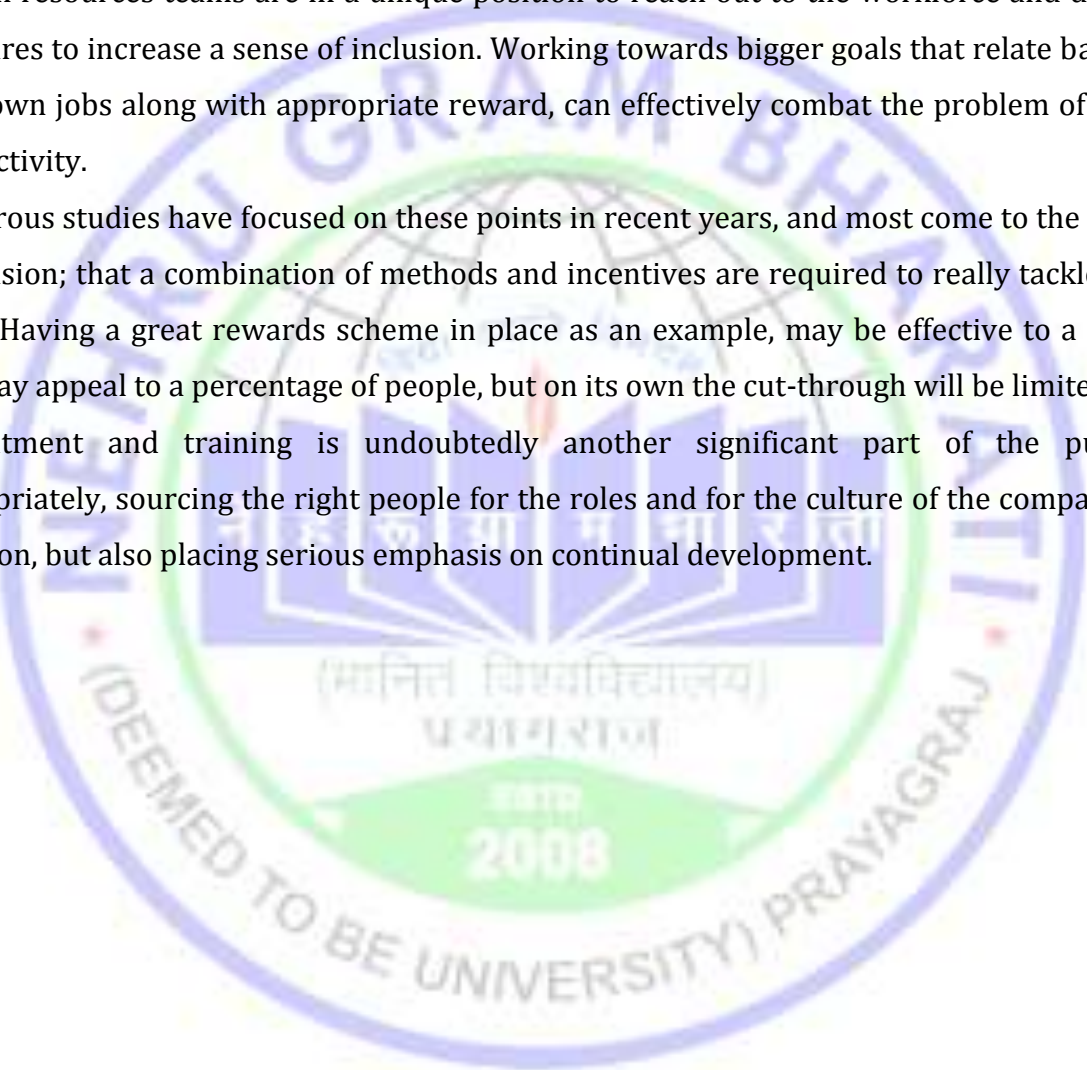 resources teams are in a unique position to reach out to the workforce and
ures to increase a sense of inclusion. Working towards bigger goals that relate ba
own jobs along with appropriate reward, can effectively combat the problem of
ctivity.
rous studies have focused on these points in recent years, and most come to the
sion; that a combination of methods and incentives are required to really tackl
Having a great rewards scheme in place as an example, may be effective to a
ay appeal to a percentage of people, but on its own the cut-through will be limite
tment and training is undoubtedly another significant part of the pu
priately, sourcing the right people for the roles and for the culture of the compa
on, but also placing serious emphasis on continual development.
NEHRU GRAM BHARATI
(मानित विश्वविद्यालय)
2008
(DEEMED TO BE UNIVERSITY) PRAYAGRAJ